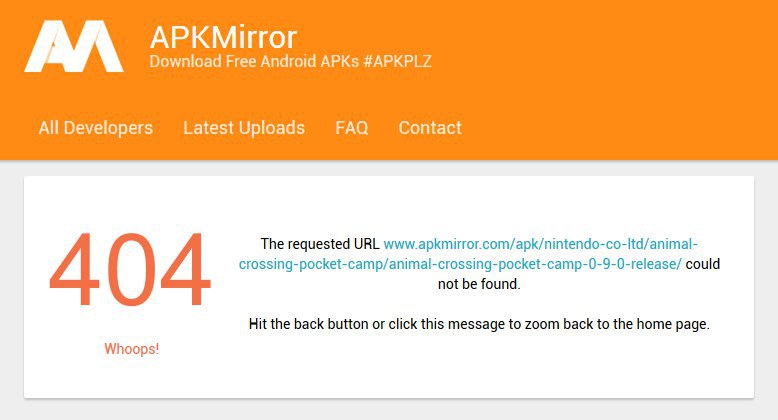 AM
APKMirror
Download Free Android APKs #APKPLZ
All Developers Latest Uploads FAQ Contact
404
Whoops!
The requested URL www.apkmirror.com/apk/nintendo-co-ltd/animal-
crossing-pocket-camp/animal-crossing-pocket-camp-0-9-0-release/ could
not be found.
Hit the back button or click this message to zoom back to the home page.